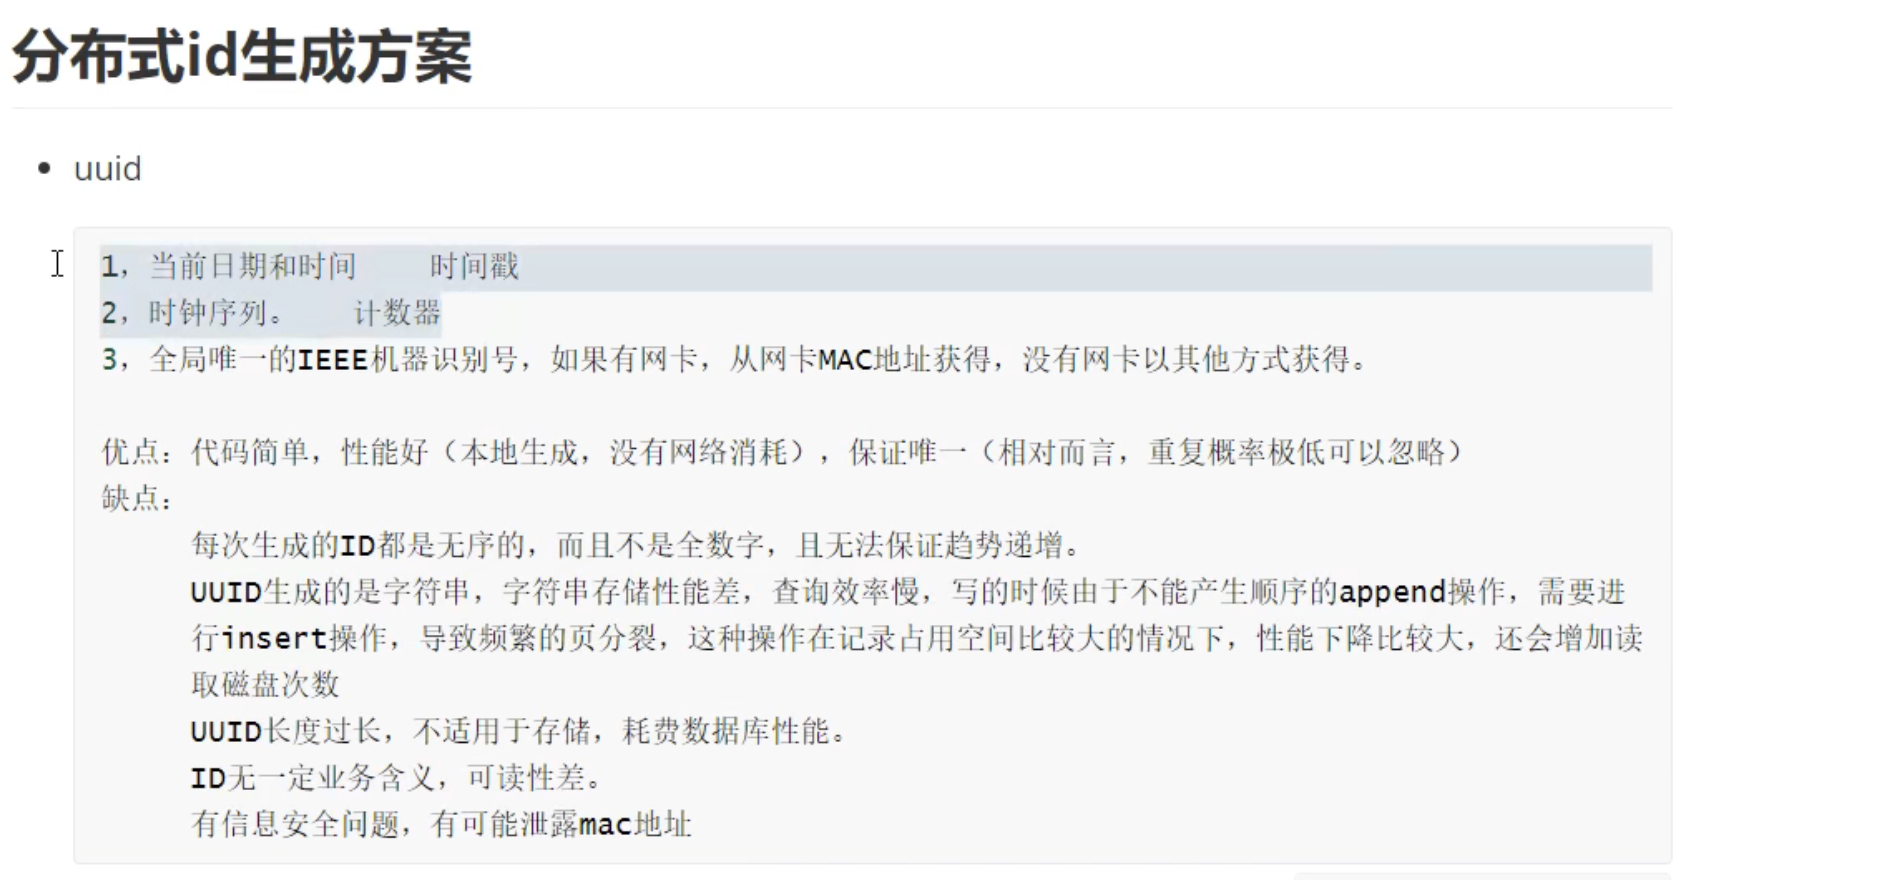 分布式id生成方案
uuid
1，当前日期和时间    时间戳
2，时钟序列。    计数器
3，全局唯一的IEEE机器识别号，如果有网卡，从网卡MAC地址获得，没有网卡以其他方式获得。
优点：代码简单，性能好（本地生成，没有网络消耗），保证唯一（相对而言，重复概率极低可以忽略）
缺点：
每次生成的ID都是无序的，而且不是全数字，且无法保证趋势递增。
UUID生成的是字符串，字符串存储性能差，查询效率慢，写的时候由于不能产生顺序的append操作，需要进
行insert操作，导致频繁的页分裂，这种操作在记录占用空间比较大的情况下，性能下降比较大，还会增加读
取磁盘次数
UUID长度过长，不适用于存储，耗费数据库性能。
ID无一定业务含义，可读性差。
有信息安全问题，有可能泄露mac地址